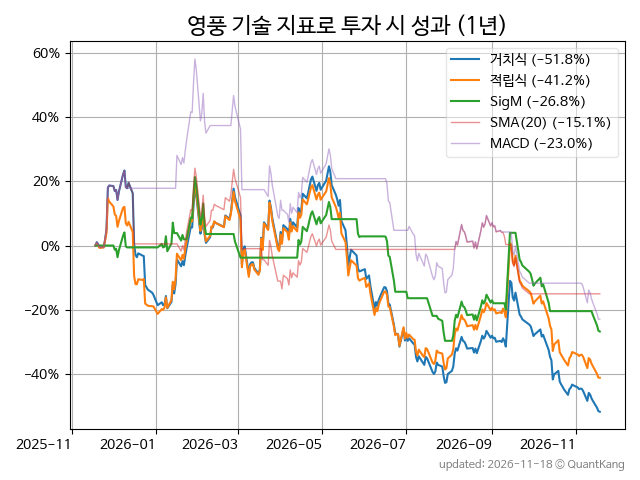 영풍 기술 지표로 투자 시 성과 (1년)
60%
40%
20%
0%
−20%
−40%
거치식 (−51.8%)
적립식 (−41.2%)
SigM (−26.8%)
SMA(20) (−15.1%)
MACD (−23.0%)
2025−11
2026−01
2026−03
2026−05
2026−07
2026−09
2026−11
updated: 2026−11−18 © QuantKang